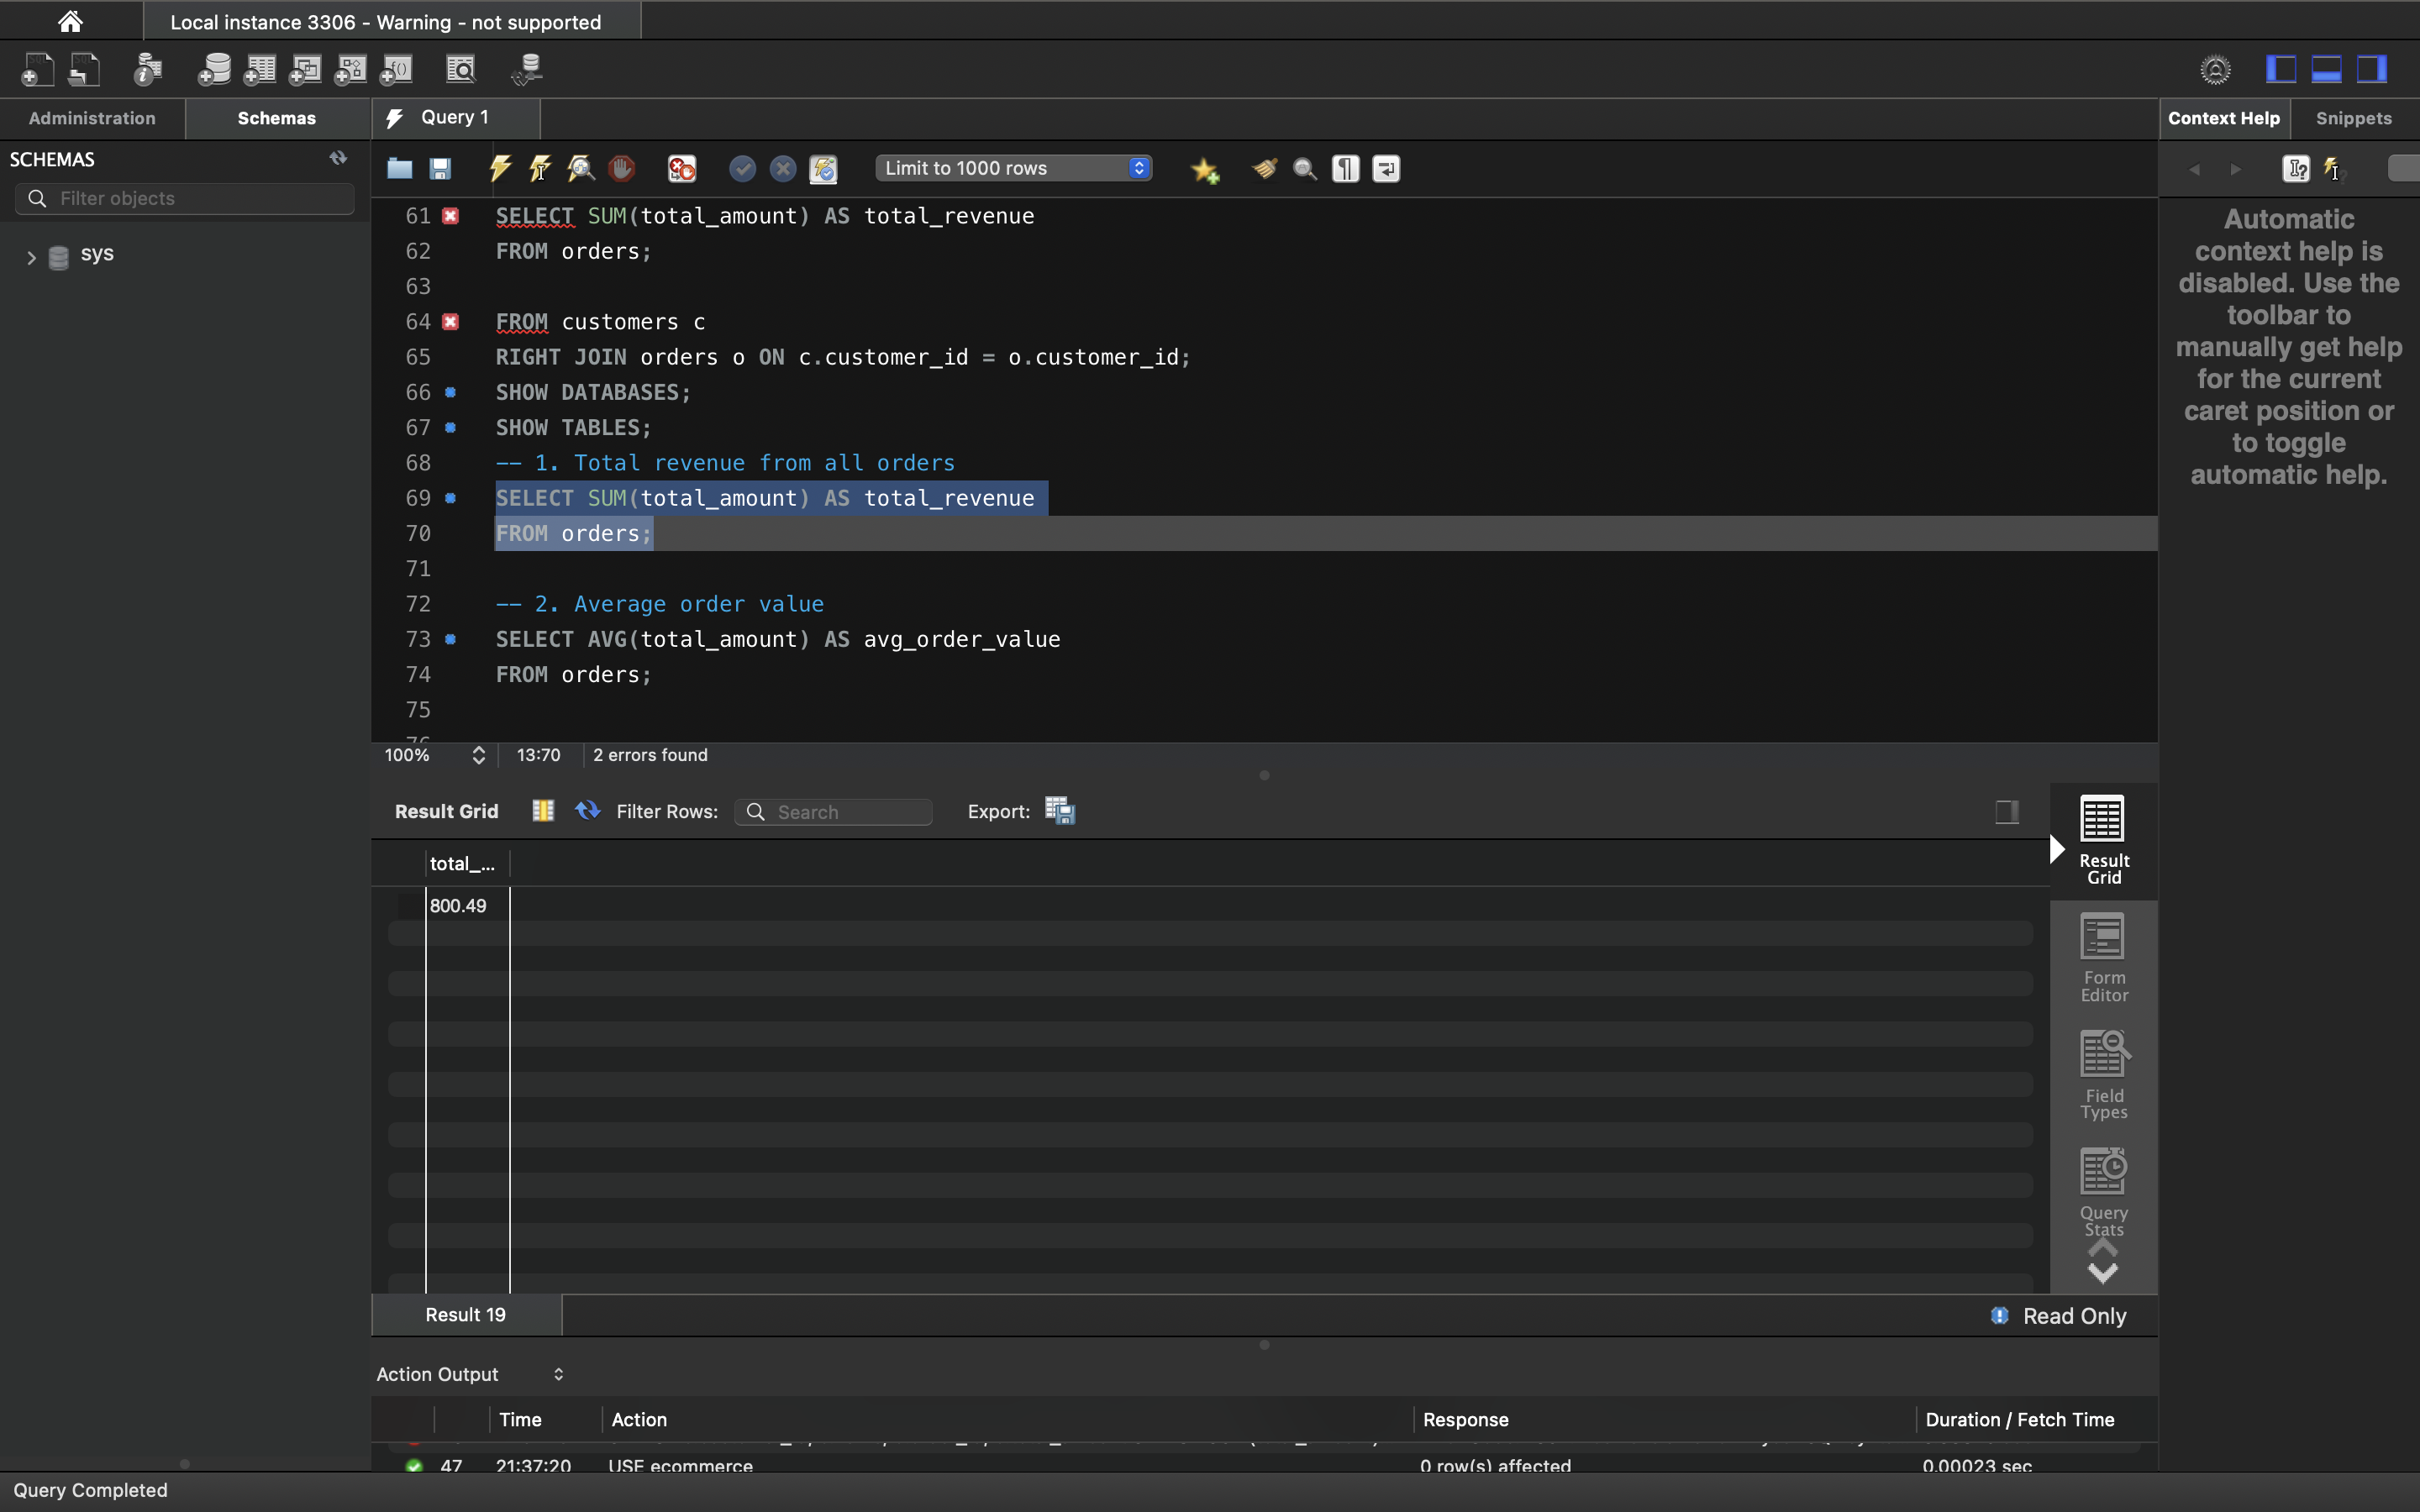 Local instance 3306 - Warning - not supported
Administration
Schemas
Query 1
Context Help
Snippets
SCHEMAS
Filter objects
sys
Limit to 1000 rows
61 SELECT SUM(total_amount) AS total_revenue
62 FROM orders;
63
64 FROM customers c
65 RIGHT JOIN orders o ON c.customer_id = o.customer_id;
66 SHOW DATABASES;
67 SHOW TABLES;
68 -- 1. Total revenue from all orders
69 SELECT SUM(total_amount) AS total_revenue
70 FROM orders;
71
72 -- 2. Average order value
73 SELECT AVG(total_amount) AS avg_order_value
74 FROM orders;
75
76
Automatic
context help is
disabled. Use the
toolbar to
manually get help
for the current
caret position or
to toggle
automatic help.
100% 13:70 2 errors found
Result Grid Filter Rows: Search Export:
total_...
800.49
Result
Grid
Form
Editor
Field
Types
Query
Stats
Result 19
Read Only
Action Output
Time Action Response Duration / Fetch Time
47 21:37:20 USE ecommerce 0 row(s) affected 0.00023 sec
Query Completed